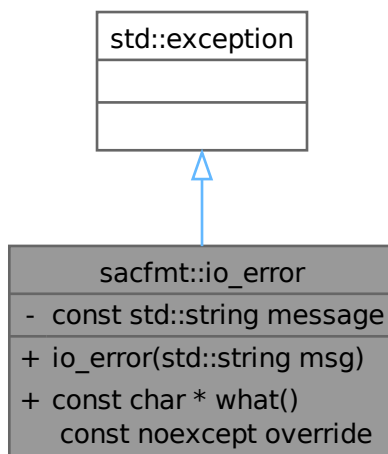 std::exception
sacfmt::io_error
- const std::string message
+ io_error(std::string msg)
+ const char * what()
const noexcept override